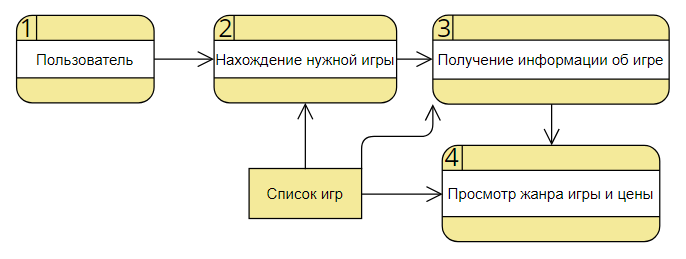 1
Пользователь
2
Нахождение нужной игры
3
Получение информации об игре
4
Просмотр жанра игры и цены
Список игр